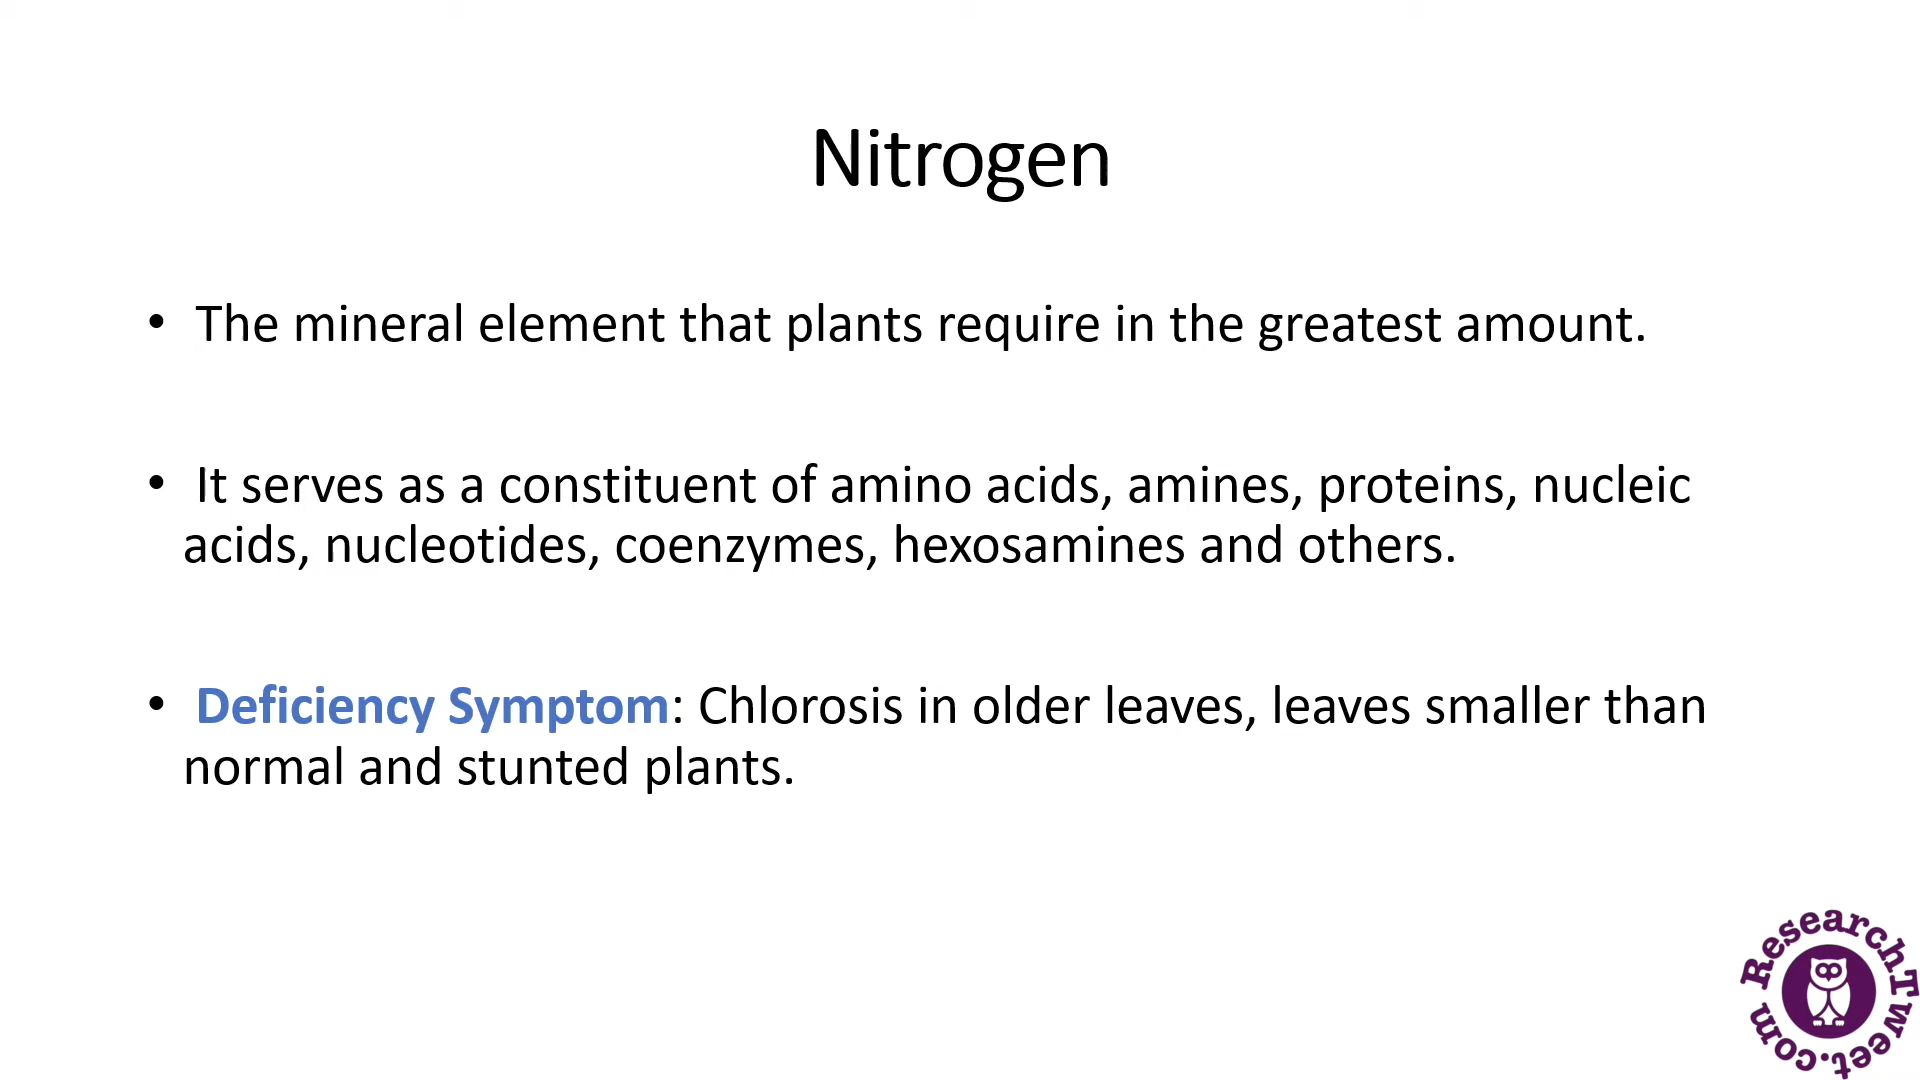 Nitrogen
• The mineral element that plants require in the greatest amount.
• It serves as a constituent of amino acids, amines, proteins, nucleic
acids, nucleotides, coenzymes, hexosamines and others.
• Deficiency Symptom: Chlorosis in older leaves, leaves smaller than
normal and stunted plants.
ResearchTweet.com